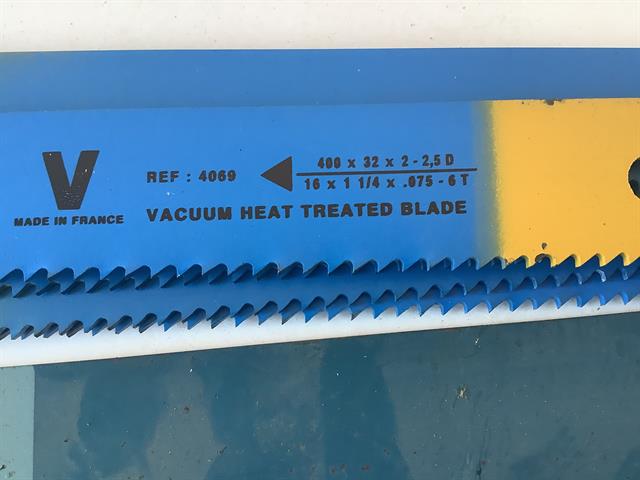 V
MADE IN FRANCE
REF : 4069
400 x 32 x 2 - 2,5 D
16 x 1 1/4 x .075 - 6 T
VACUUM HEAT TREATED BLADE